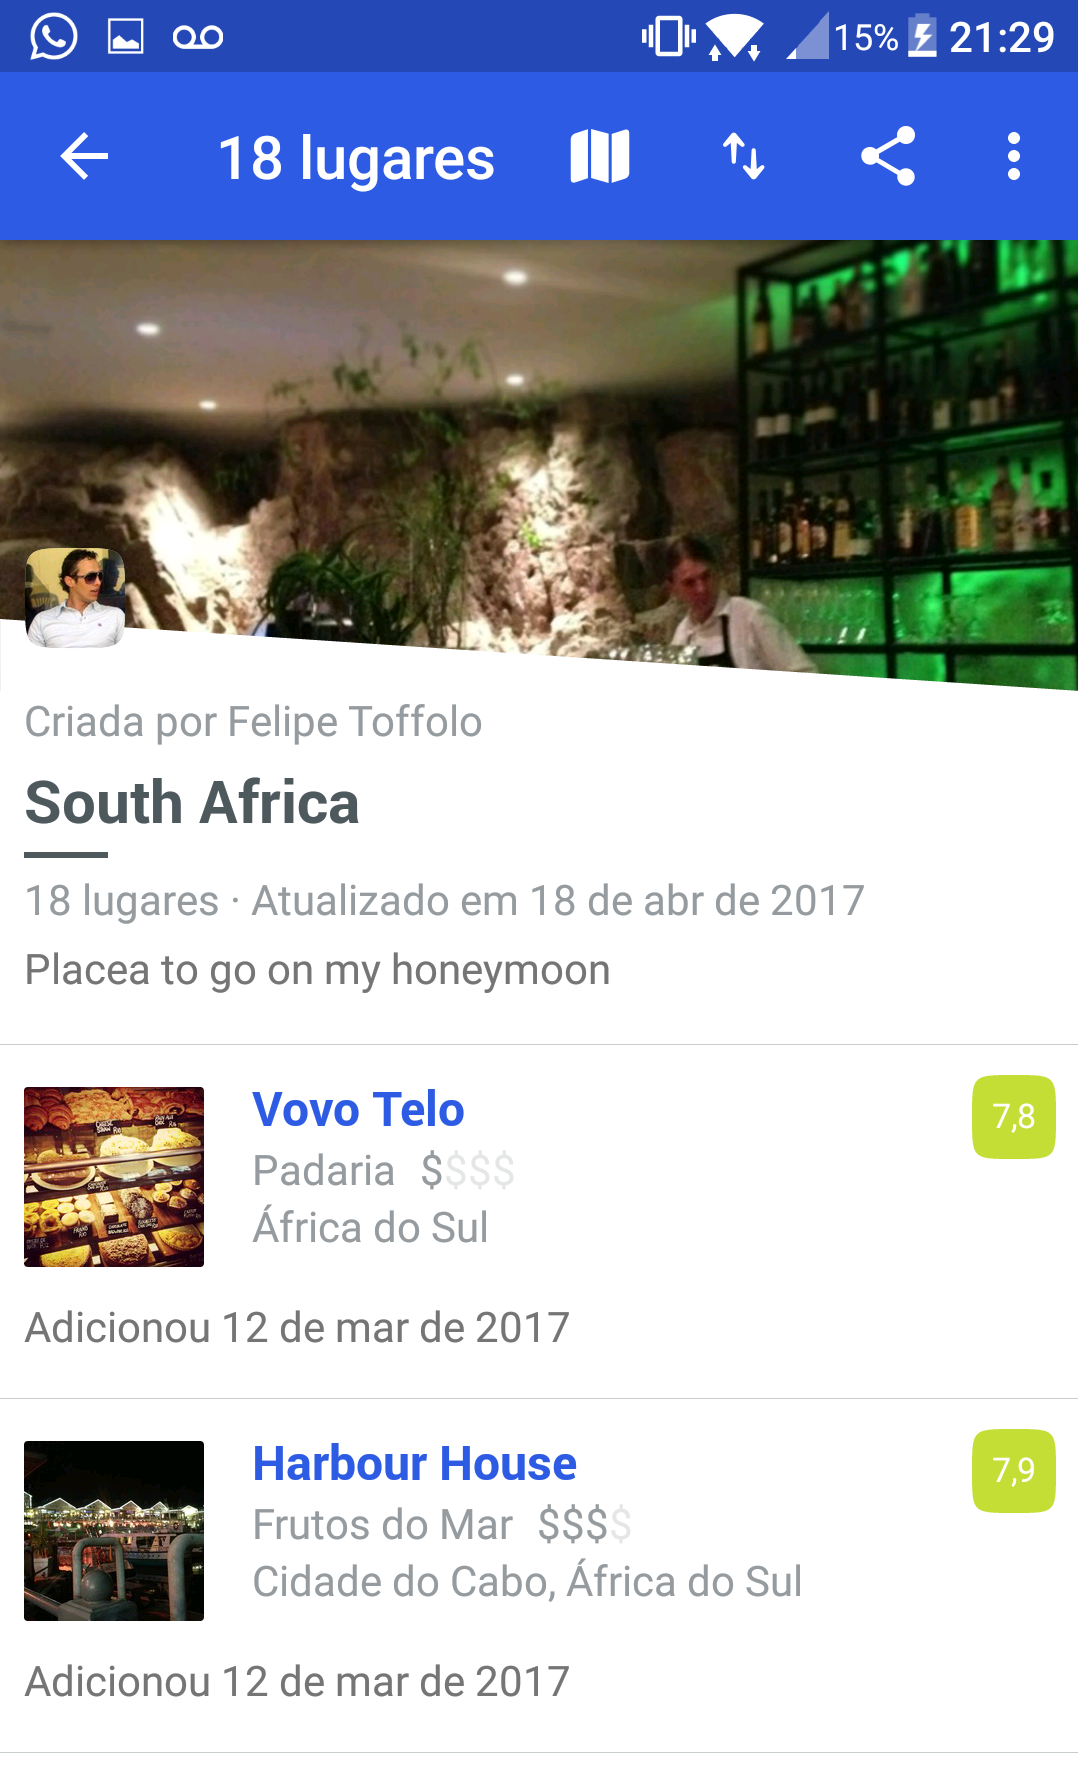 15% 21:29
18 lugares
Criada por Felipe Toffolo
South Africa
18 lugares · Atualizado em 18 de abr de 2017
Placea to go on my honeymoon
Vovo Telo
7,8
Padaria $$$$
África do Sul
Adicionou 12 de mar de 2017
Harbour House
7,9
Frutos do Mar $$$$
Cidade do Cabo, África do Sul
Adicionou 12 de mar de 2017